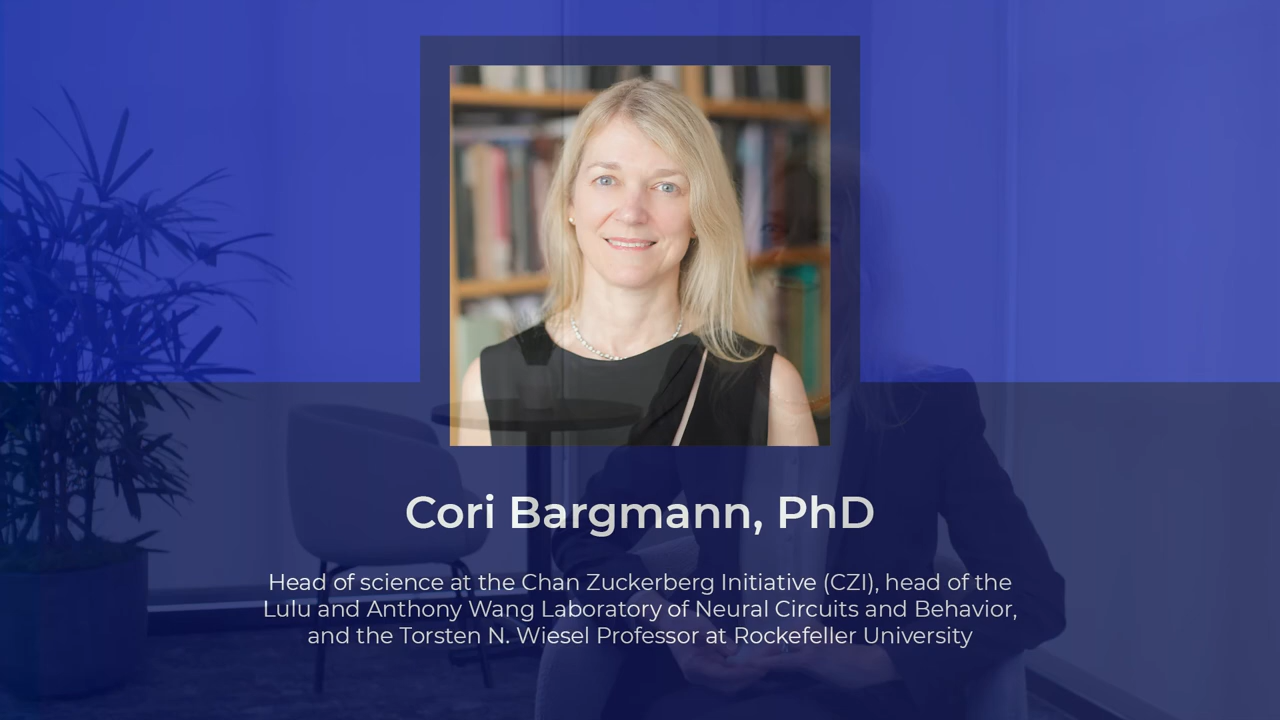 Cori Bargmann, PhD
Head of science at the Chan Zuckerberg Initiative (CZI), head of the
Lulu and Anthony Wang Laboratory of Neural Circuits and Behavior,
and the Torsten N. Wiesel Professor at Rockefeller University